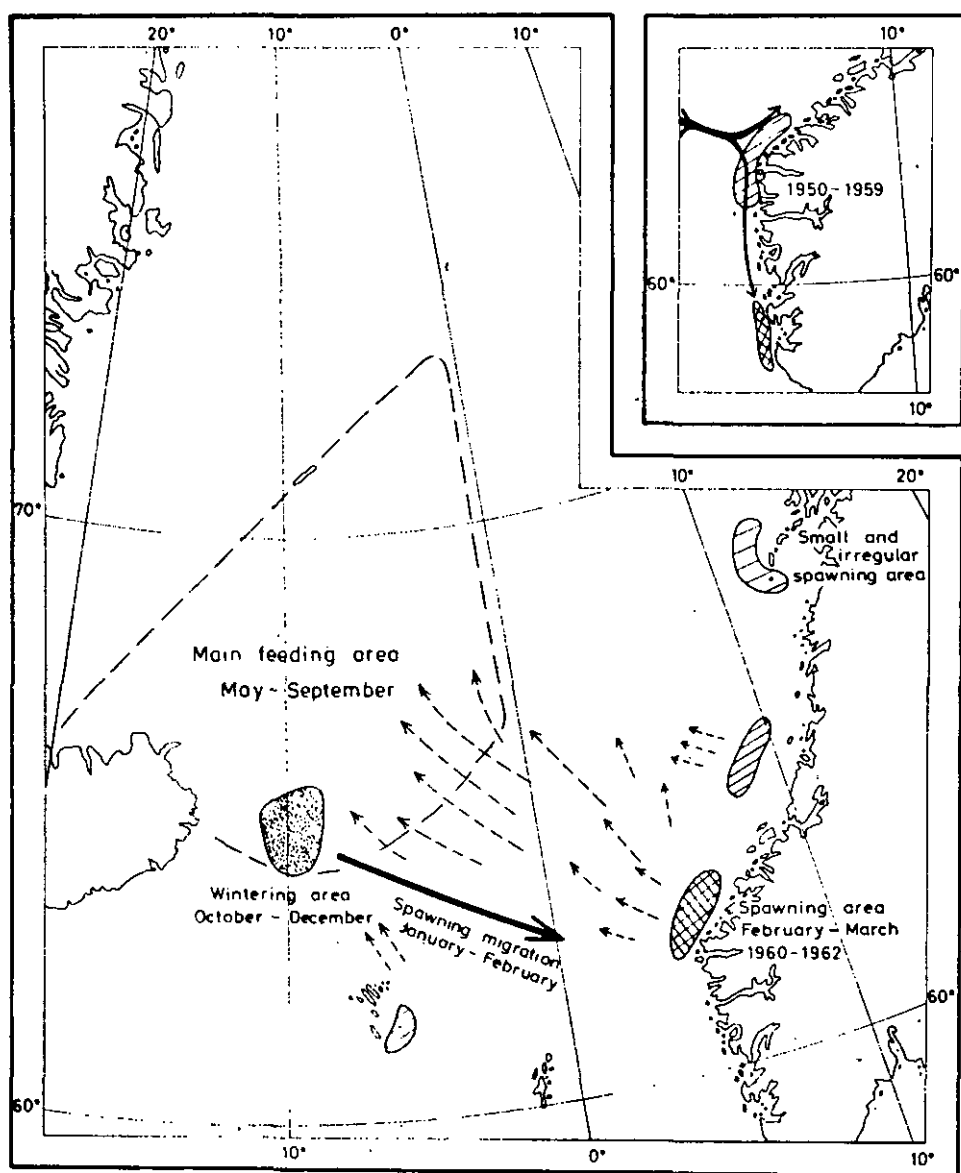 20°
10°
0°
10°
10°
1950-1959
60°
60°
10°
10°
20°
70°
Small and
irregular
spawning area
Main feeding area
May - September
Wintering area
October - December
Spawning migration
January - February
Spawning area
February - March
1960-1962
60°
60°
10°
0°
10°